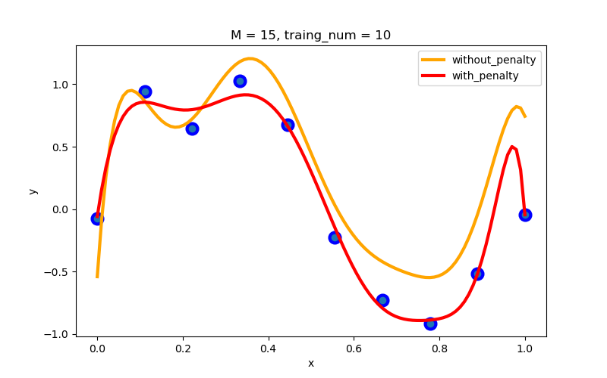 M = 15, traing_num = 10
without_penalty
with_penalty
y
1.0
0.5
0.0
−0.5
−1.0
0.0 0.2 0.4 0.6 0.8 1.0
x